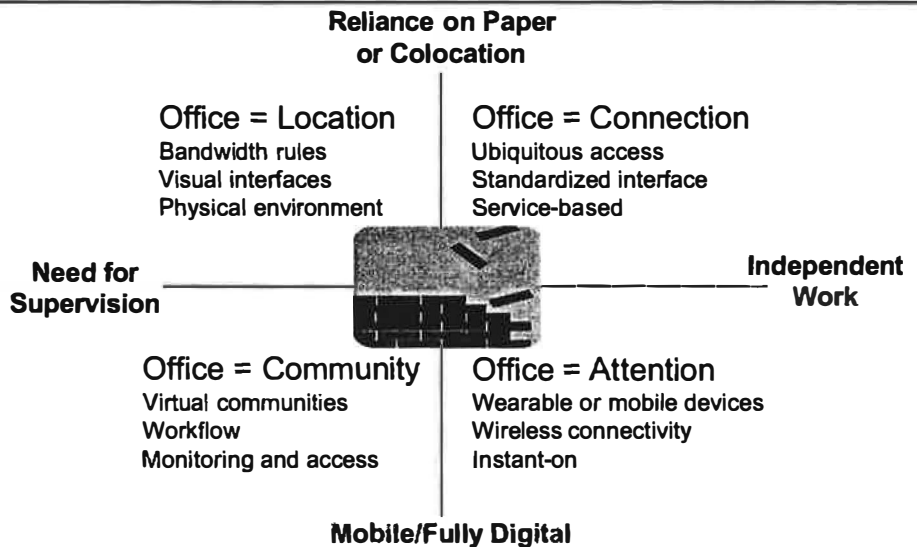 Reliance on Paper
or Colocation
Office = Location
Bandwidth rules
Visual interfaces
Physical environment
Office = Connection
Ubiquitous access
Standardized interface
Service-based
Need for
Supervision
Independent
Work
Office = Community
Virtual communities
Workflow
Monitoring and access
Office = Attention
Wearable or mobile devices
Wireless connectivity
Instant-on
Mobile/Fully Digital